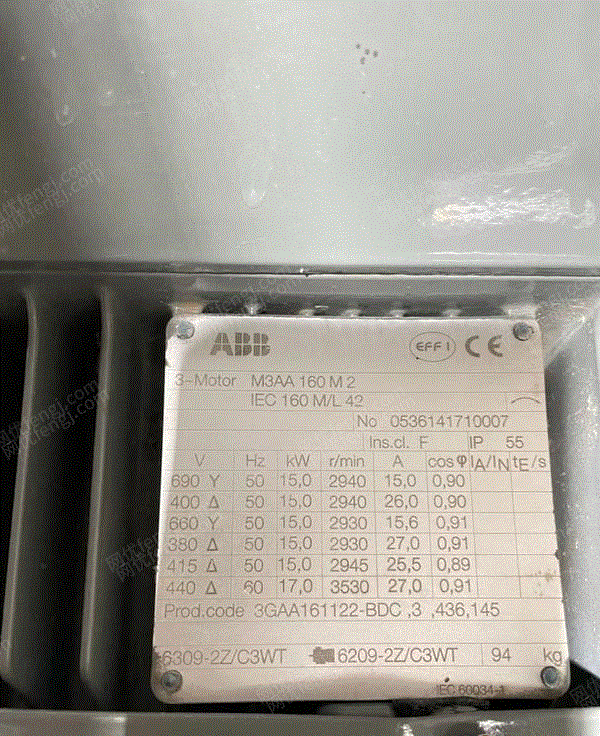 ABB EFF1 CE
3~Motor M3AA 160 M 2
IEC 160 M/L 42
No 0536141710007
Ins.cl. F IP 55
V Hz kW r/min A cosφ IA/IN tE/s
690 Y 50 15,0 2940 15,0 0,90
400 Δ 50 15,0 2940 26,0 0,90
660 Y 50 15,0 2930 15,6 0,91
380 Δ 50 15,0 2930 27,0 0,91
415 Δ 50 15,0 2945 25,5 0,89
440 Δ 60 17,0 3530 27,0 0,91
Prod.code 3GAA161122-BDC ,3 ,436,145
6309-2Z/C3WT 6209-2Z/C3WT 94 kg
IEC 60034-1